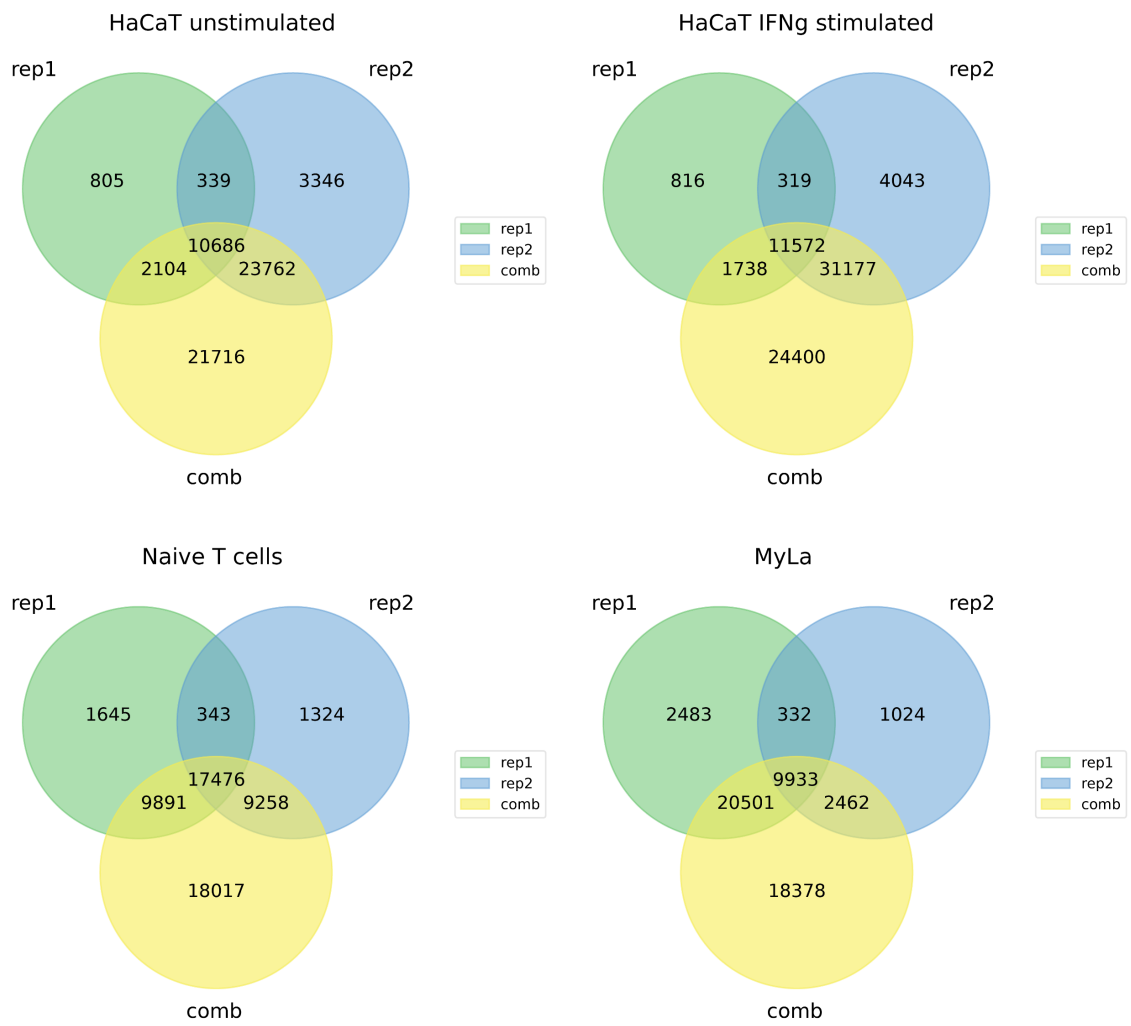 HaCaT unstimulated
rep1
rep2
805
339
3346
10686
2104
23762
21716
comb
rep1
rep2
comb
HaCaT IFNg stimulated
rep1
rep2
816
319
4043
11572
1738
31177
24400
comb
rep1
rep2
comb
Naive T cells
rep1
rep2
1645
343
1324
17476
9891
9258
18017
comb
rep1
rep2
comb
MyLa
rep1
rep2
2483
332
1024
9933
20501
2462
18378
comb
rep1
rep2
comb